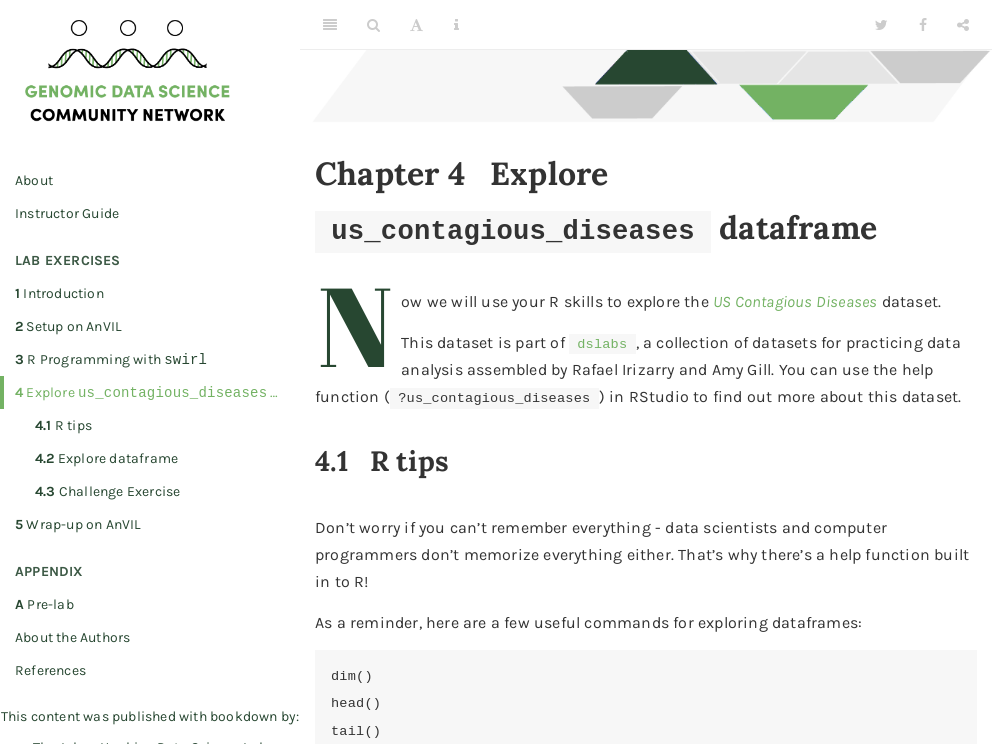 GENOMIC DATA SCIENCE
COMMUNITY NETWORK
About
Instructor Guide
LAB EXERCISES
1 Introduction
2 Setup on AnVIL
3 R Programming with swirl
4 Explore us_contagious_diseases...
4.1 R tips
4.2 Explore dataframe
4.3 Challenge Exercise
5 Wrap-up on AnVIL
APPENDIX
A Pre-lab
About the Authors
References
This content was published with bookdown by:
Chapter 4 Explore
us_contagious_diseases dataframe
Now we will use your R skills to explore the US Contagious Diseases dataset.
This dataset is part of dslabs, a collection of datasets for practicing data
analysis assembled by Rafael Irizarry and Amy Gill. You can use the help
function ( ?us_contagious_diseases ) in RStudio to find out more about this dataset.
4.1 R tips
Don’t worry if you can’t remember everything - data scientists and computer
programmers don’t memorize everything either. That’s why there’s a help function built
in to R!
As a reminder, here are a few useful commands for exploring dataframes:
dim()
head()
tail()